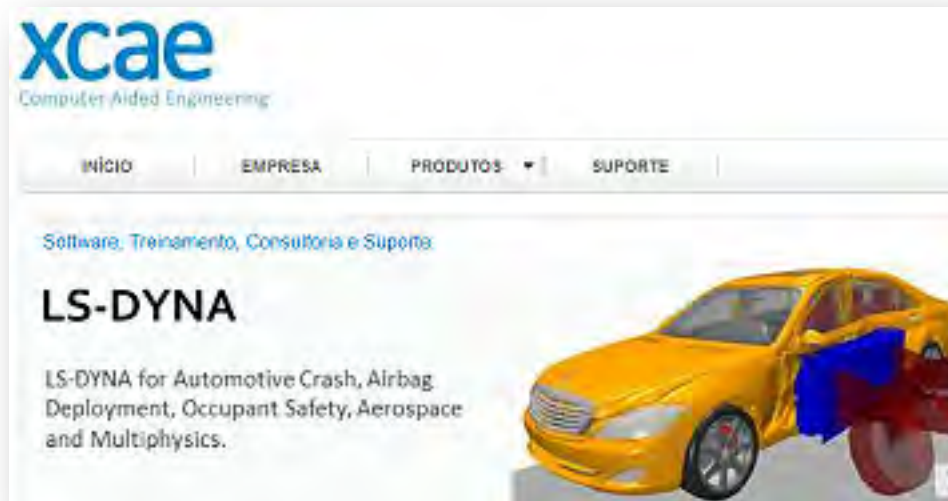 xcae
Computer Aided Engineering
INÍCIO EMPRESA PRODUTOS SUPORTE
Software, Treinamento, Consultoria e Suporte
LS-DYNA
LS-DYNA for Automotive Crash, Airbag
Deployment, Occupant Safety, Aerospace
and Multiphysics.